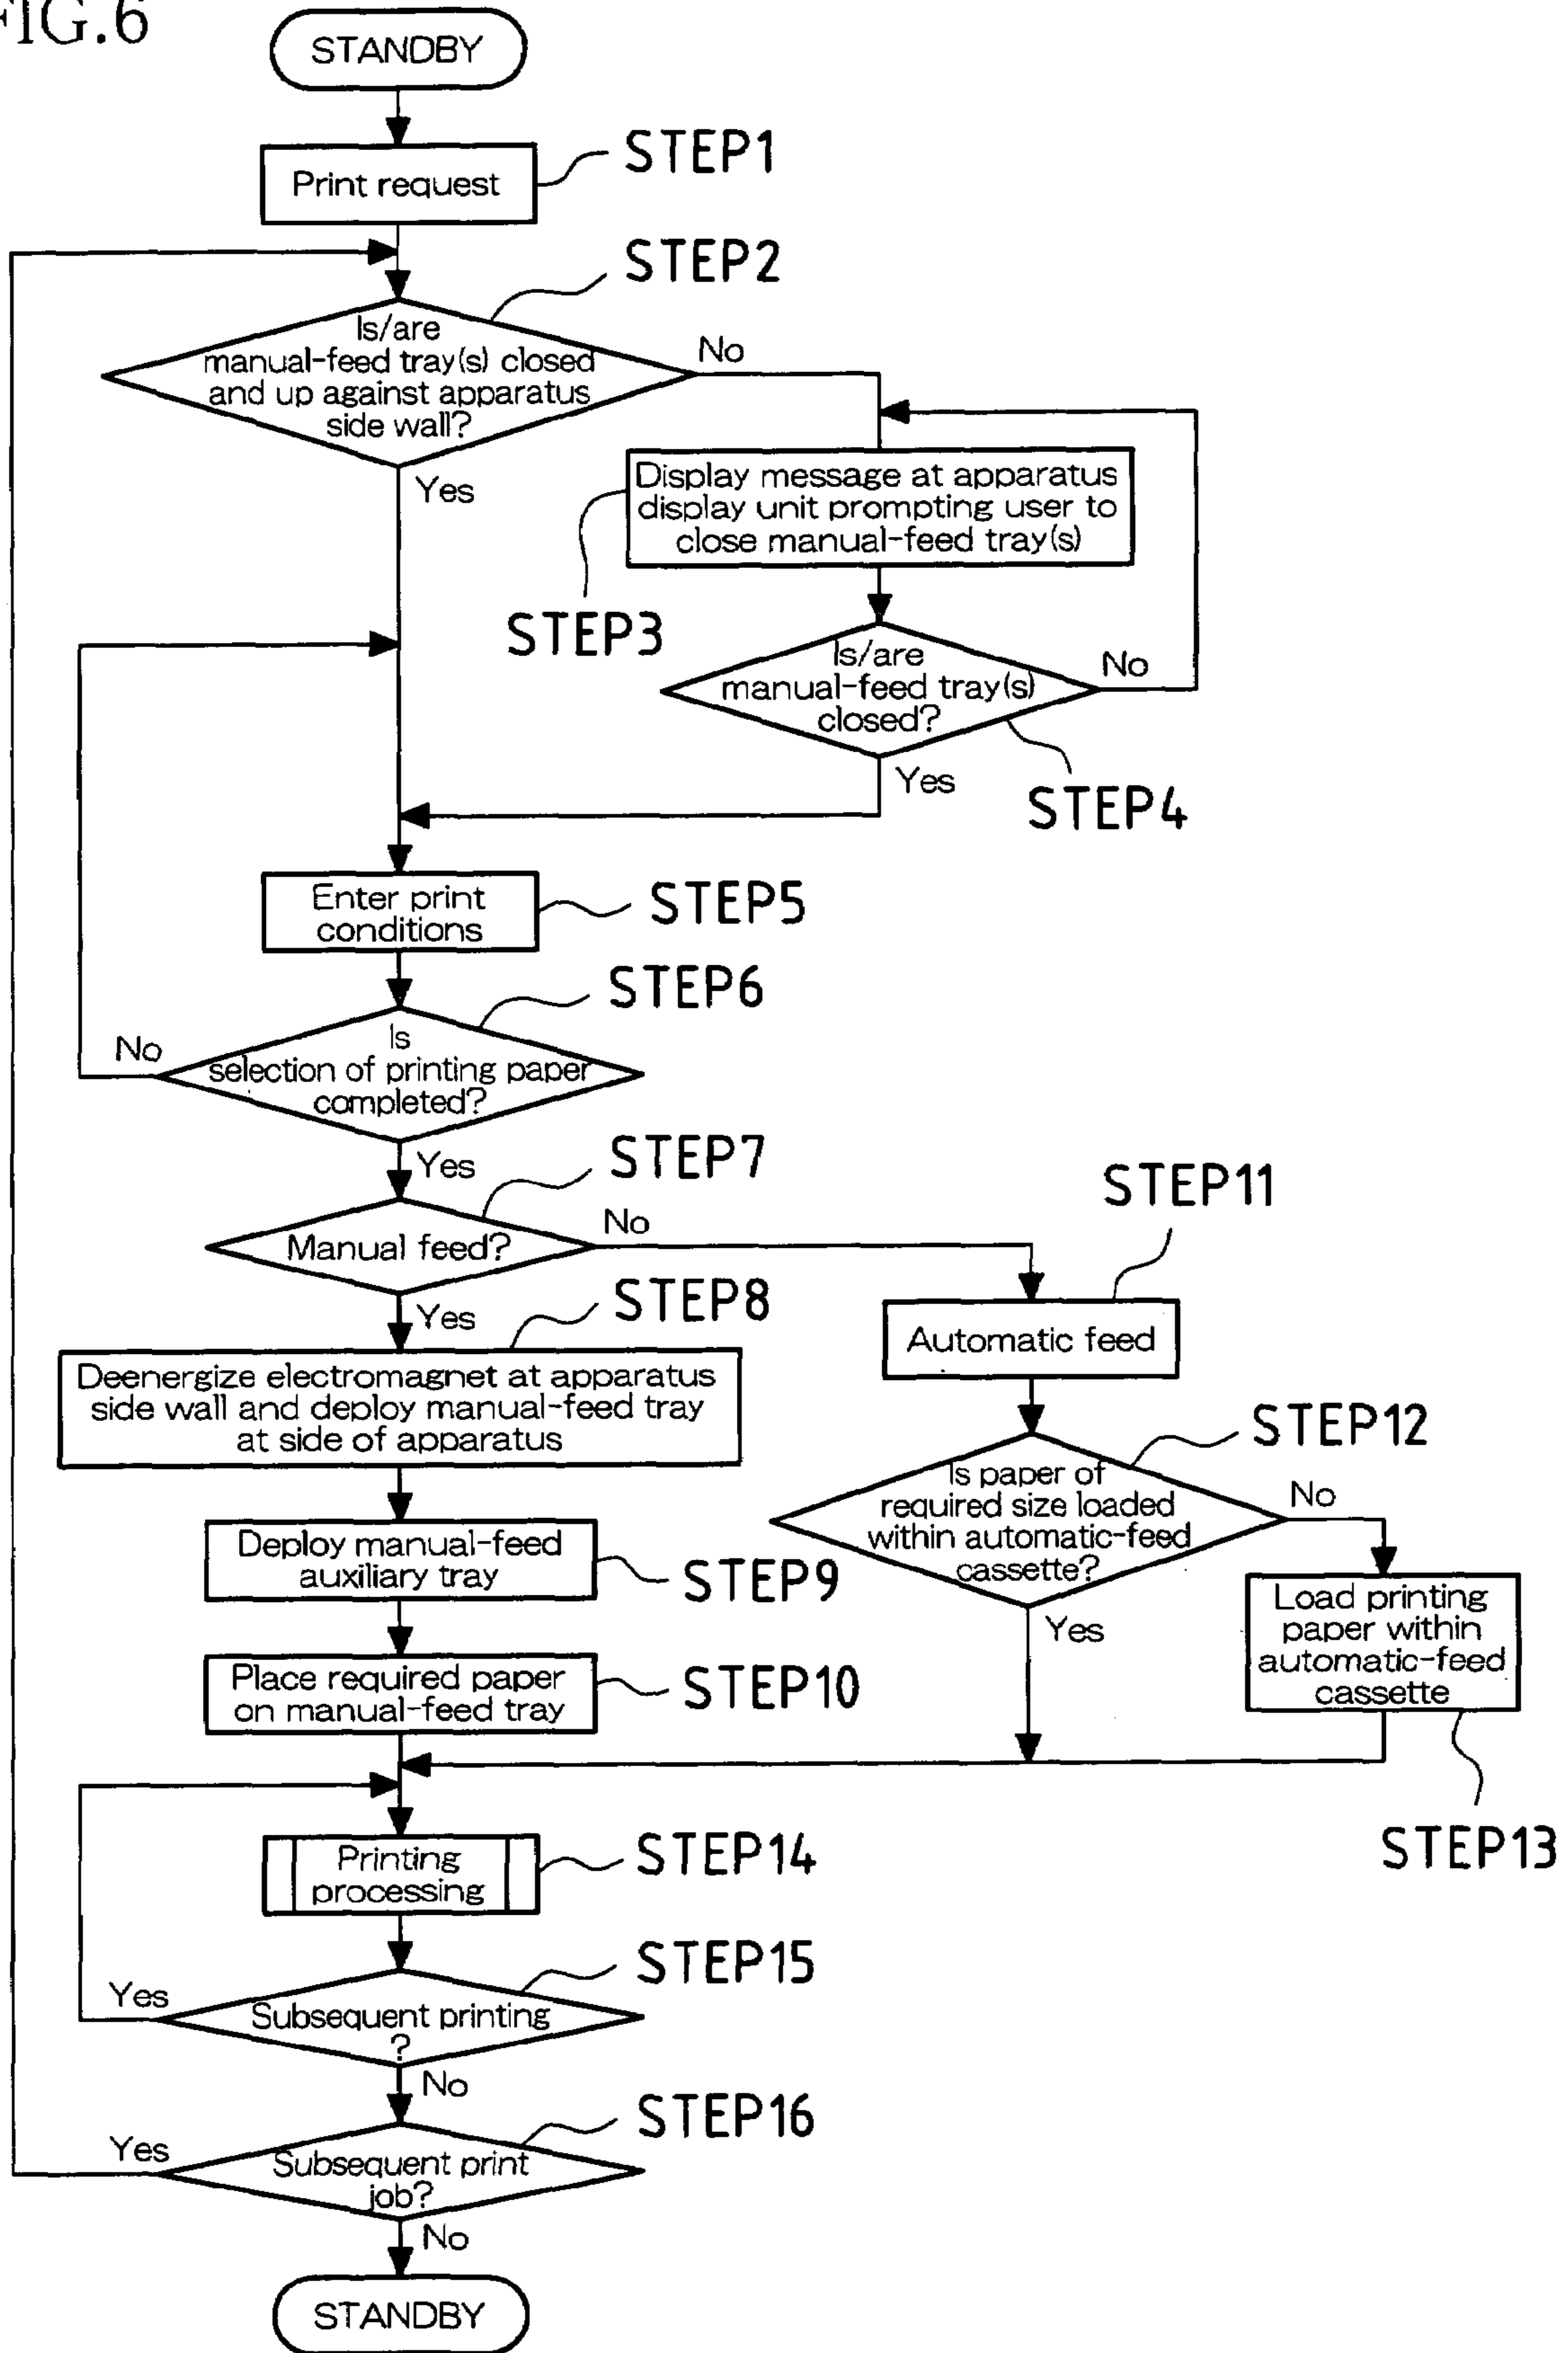 FIG.6
STANDBY
Print request
STEP1
STEP2
Is/are
manual-feed tray(s) closed
and up against apparatus
side wall?
No
Yes
Display message at apparatus
display unit prompting user to
close manual-feed tray(s)
STEP3
Is/are
manual-feed tray(s)
closed?
No
Yes
STEP4
Enter print
conditions
STEP5
STEP6
Is
selection of printing paper
completed?
No
Yes
STEP7
Manual feed?
No
Yes
STEP8
Deenergize electromagnet at apparatus
side wall and deploy manual-feed tray
at side of apparatus
Deploy manual-feed
auxiliary tray
STEP9
Place required paper
on manual-feed tray
STEP10
STEP11
Automatic feed
STEP12
Is paper of
required size loaded
within automatic-feed
cassette?
No
Yes
Load printing
paper within
automatic-feed
cassette
STEP13
Printing
processing
STEP14
STEP15
Subsequent printing
?
Yes
No
STEP16
Subsequent print
job?
Yes
No
STANDBY